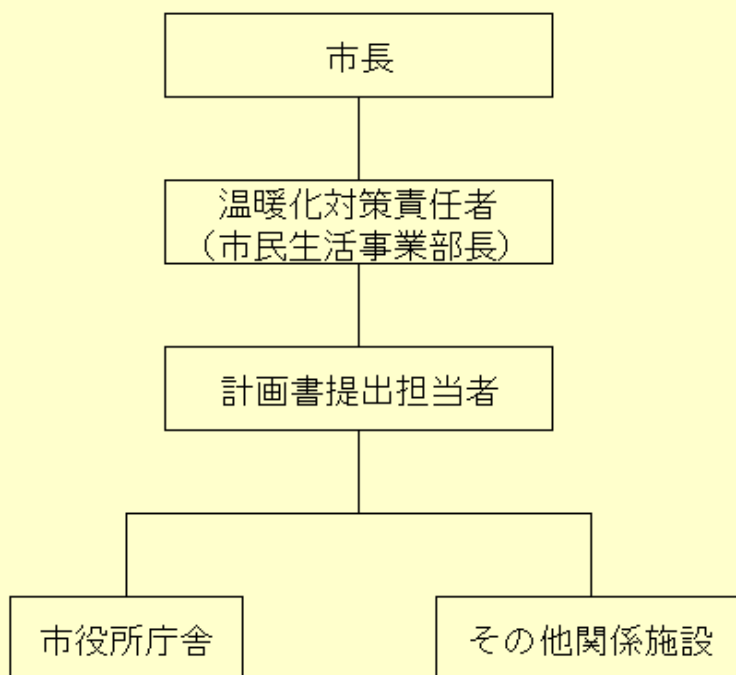 市長
温暖化対策責任者
（市民生活事業部長）
計画書提出担当者
市役所庁舎
その他関係施設